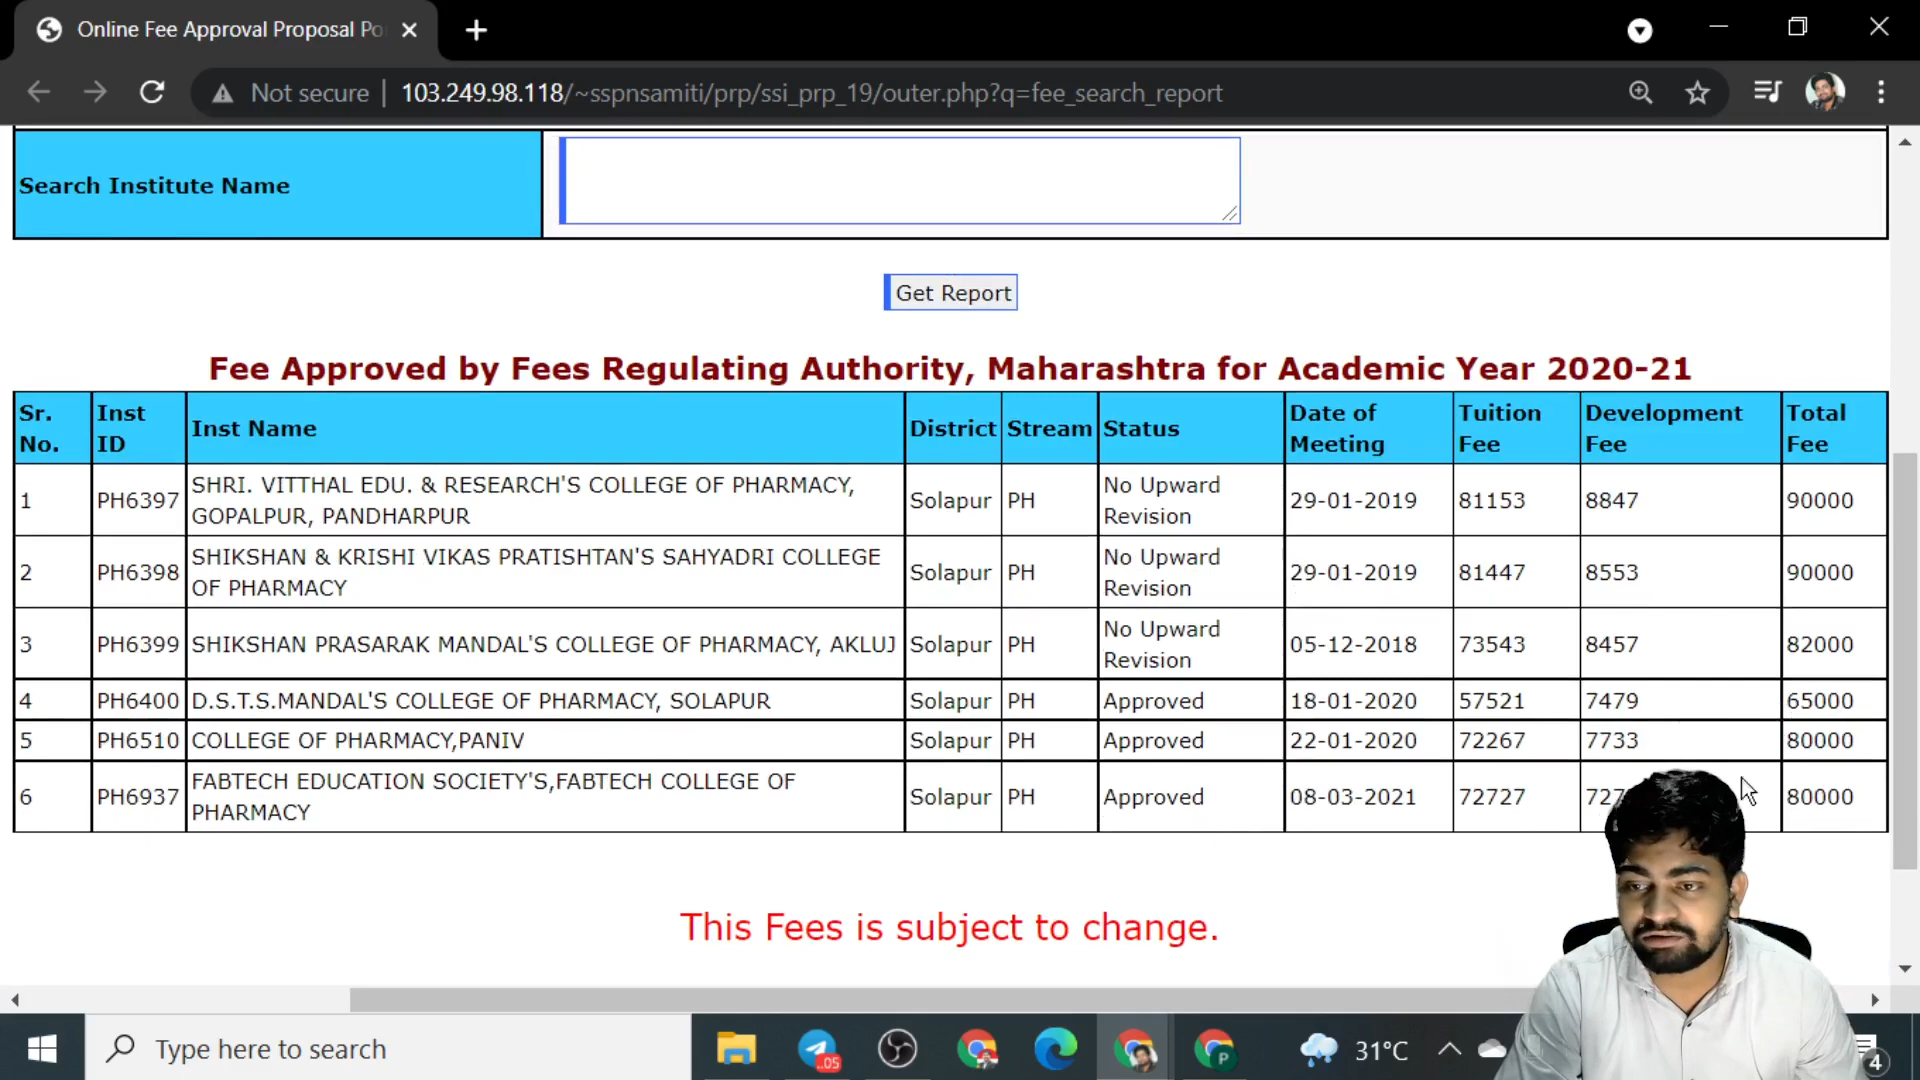 Online Fee Approval Proposal Po
Not secure 103.249.98.118/~sspnsamiti/prp/ssi_prp_19/outer.php?q=fee_search_report
Search Institute Name
Get Report
Fee Approved by Fees Regulating Authority, Maharashtra for Academic Year 2020-21
Sr. No. Inst ID Inst Name District Stream Status Date of Meeting Tuition Fee Development Fee Total Fee
1 PH6397 SHRI. VITTHAL EDU. & RESEARCH'S COLLEGE OF PHARMACY, GOPALPUR, PANDHARPUR Solapur PH No Upward Revision 29-01-2019 81153 8847 90000
2 PH6398 SHIKSHAN & KRISHI VIKAS PRATISHTAN'S SAHYADRI COLLEGE OF PHARMACY Solapur PH No Upward Revision 29-01-2019 81447 8553 90000
3 PH6399 SHIKSHAN PRASARAK MANDAL'S COLLEGE OF PHARMACY, AKLUJ Solapur PH No Upward Revision 05-12-2018 73543 8457 82000
4 PH6400 D.S.T.S.MANDAL'S COLLEGE OF PHARMACY, SOLAPUR Solapur PH Approved 18-01-2020 57521 7479 65000
5 PH6510 COLLEGE OF PHARMACY,PANIV Solapur PH Approved 22-01-2020 72267 7733 80000
6 PH6937 FABTECH EDUCATION SOCIETY'S,FABTECH COLLEGE OF PHARMACY Solapur PH Approved 08-03-2021 72727 80000
This Fees is subject to change.
Type here to search
..05
P
31°C
4